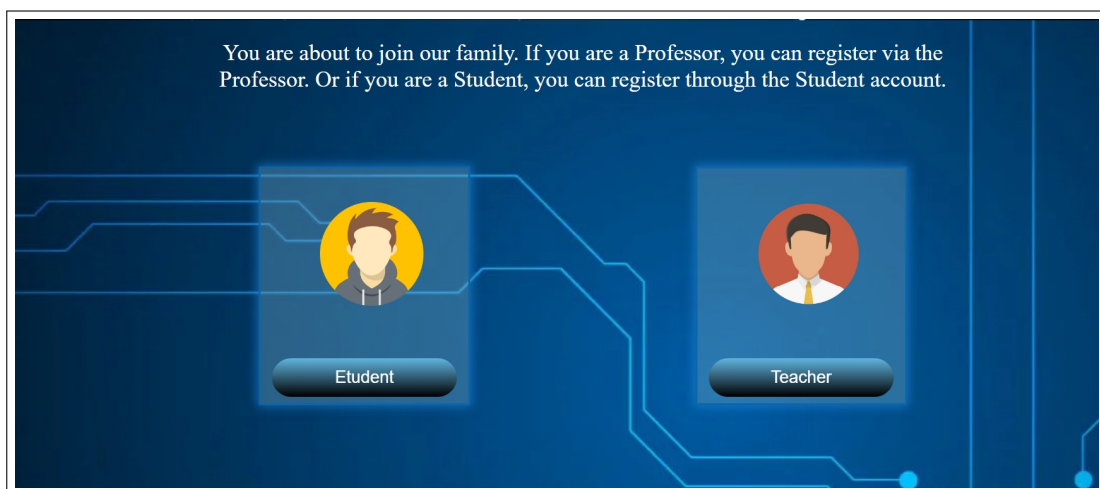 You are about to join our family. If you are a Professor, you can register via the
Professor. Or if you are a Student, you can register through the Student account.
Etudent
Teacher